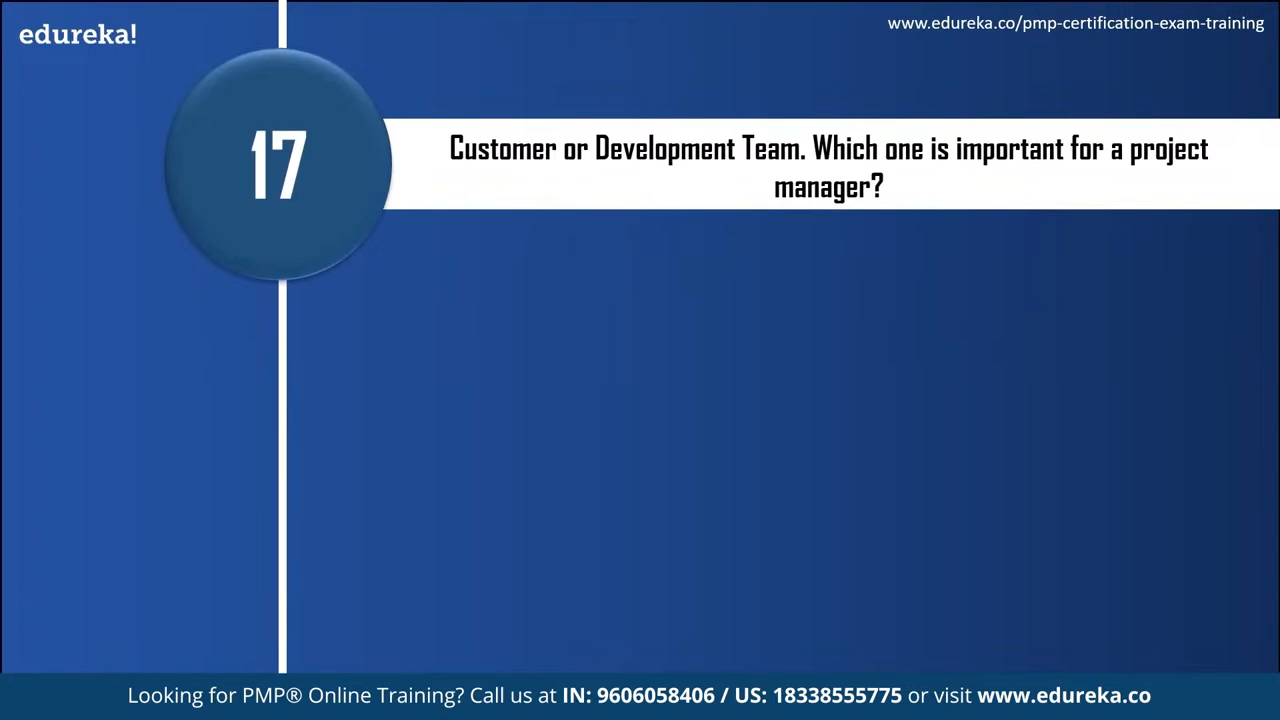 edureka!
www.edureka.co/pmp-certification-exam-training
17
Customer or Development Team. Which one is important for a project
manager?
Looking for PMP® Online Training? Call us at IN: 9606058406 / US: 18338555775 or visit www.edureka.co